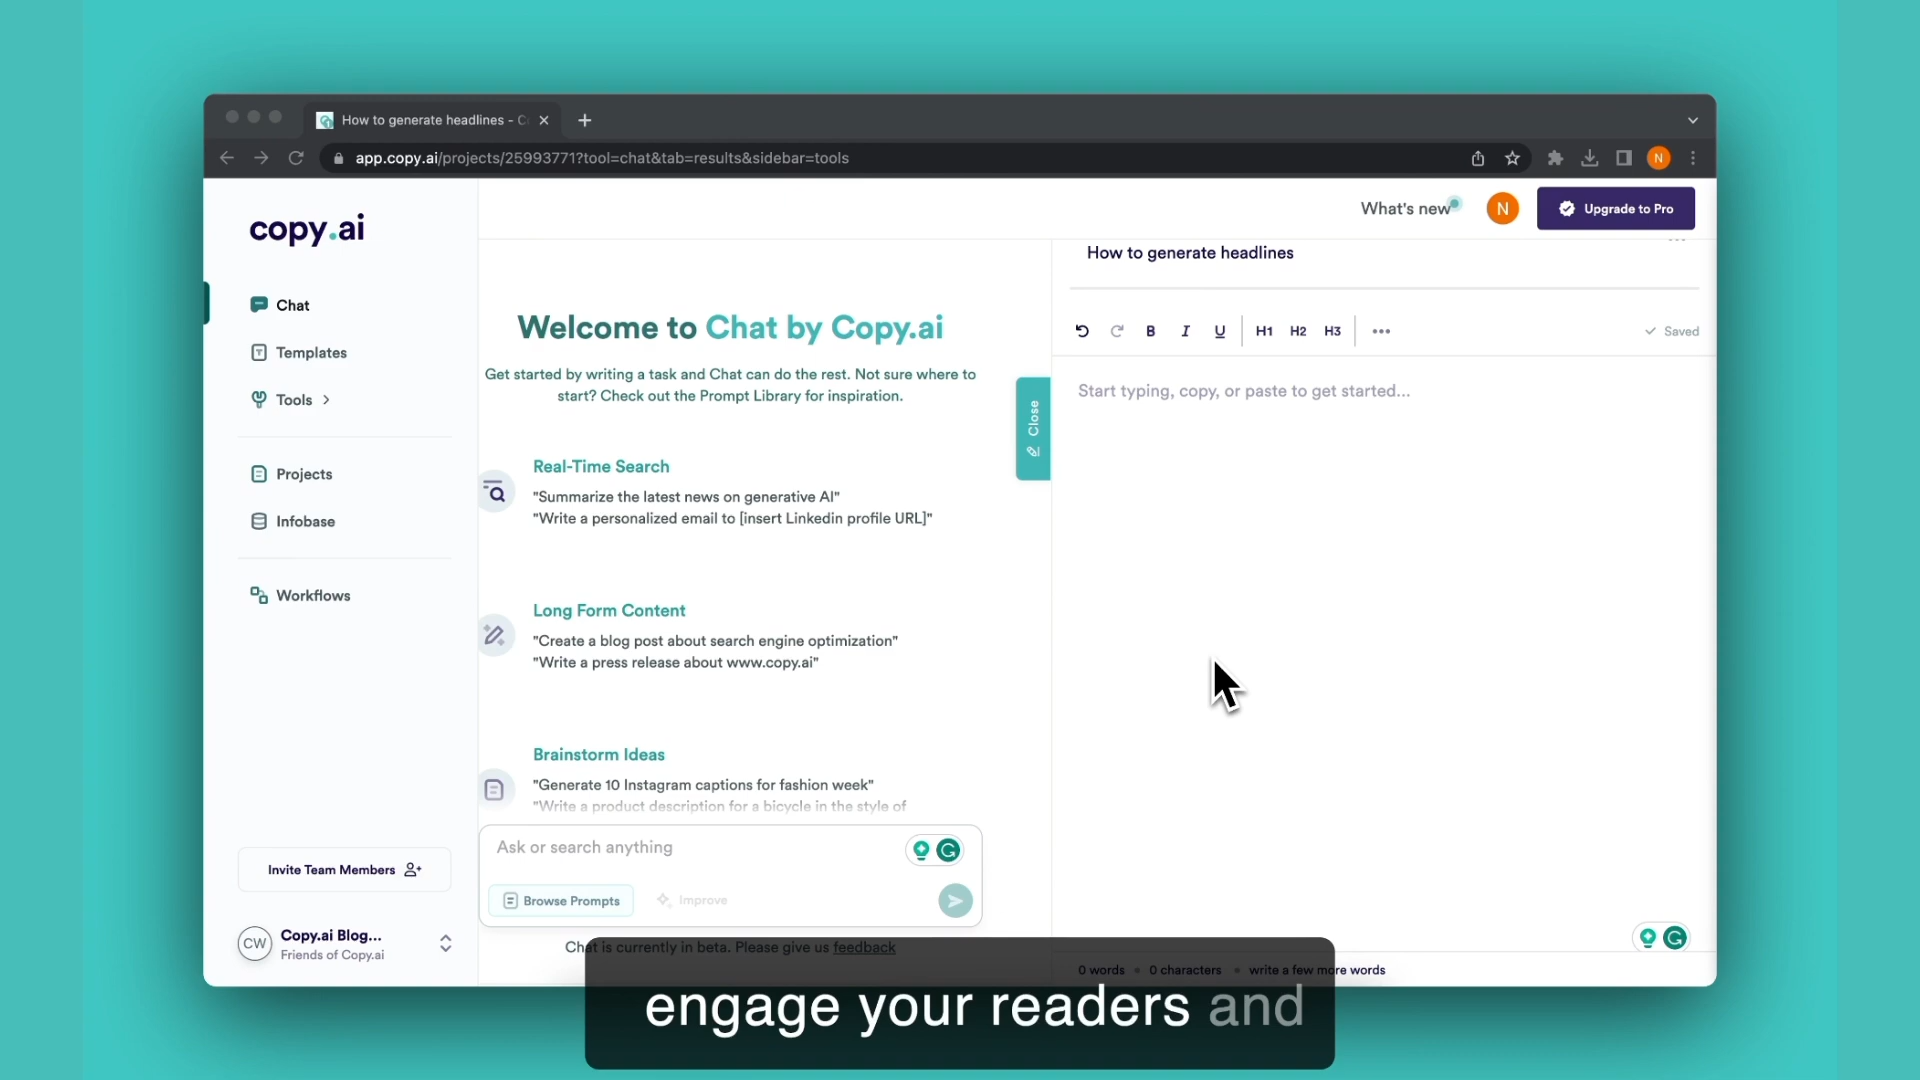 How to generate headlines - C
app.copy.ai/projects/25993771?tool=chat&tab=results&sidebar=tools
N
copy.ai
What's new
N
Upgrade to Pro
Chat
Templates
Tools
Projects
Infobase
Workflows
Invite Team Members
CW
Copy.ai Blog...
Friends of Copy.ai
Welcome to Chat by Copy.ai
Get started by writing a task and Chat can do the rest. Not sure where to
start? Check out the Prompt Library for inspiration.
Real-Time Search
"Summarize the latest news on generative AI"
"Write a personalized email to [insert Linkedin profile URL]"
Long Form Content
"Create a blog post about search engine optimization"
"Write a press release about www.copy.ai"
Brainstorm Ideas
"Generate 10 Instagram captions for fashion week"
"Write a product description for a bicycle in the style of
Ask or search anything
Browse Prompts
Improve
Chat is currently in beta. Please give us feedback
Close
How to generate headlines
B I U H1 H2 H3
Saved
Start typing, copy, or paste to get started...
0 words • 0 characters • write a few more words
engage your readers and